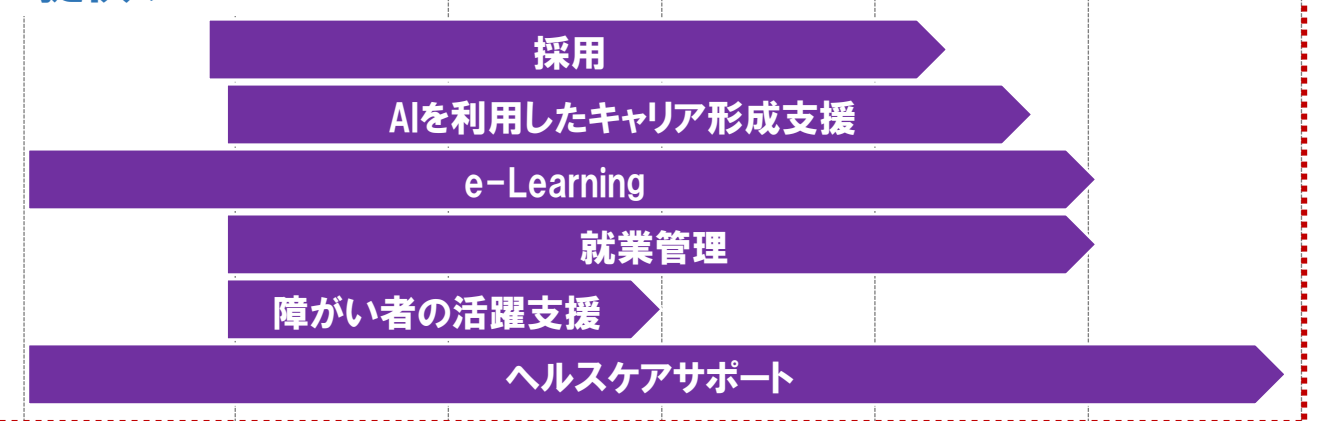 採用
AIを利用したキャリア形成支援
e-Learning
就業管理
障がい者の活躍支援
ヘルスケアサポート